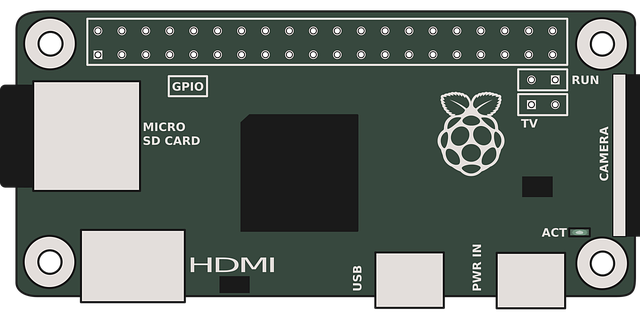 RUN
GPIO
TV
MICRO
SD CARD
CAMERA
ACT
HDMI
USB
PWR IN